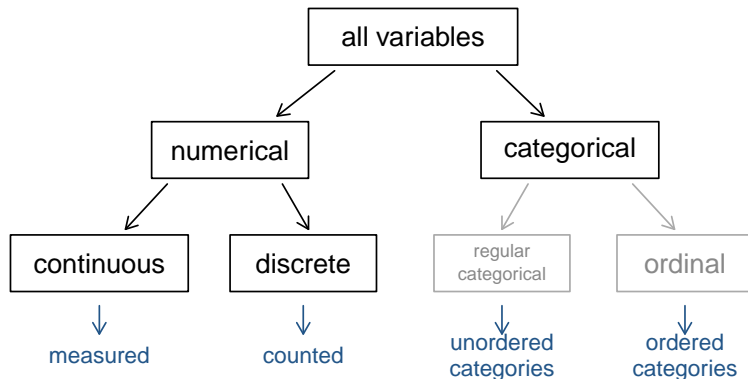 all variables
numerical
categorical
continuous
discrete
regular
categorical
ordinal
measured
counted
unordered
categories
ordered
categories